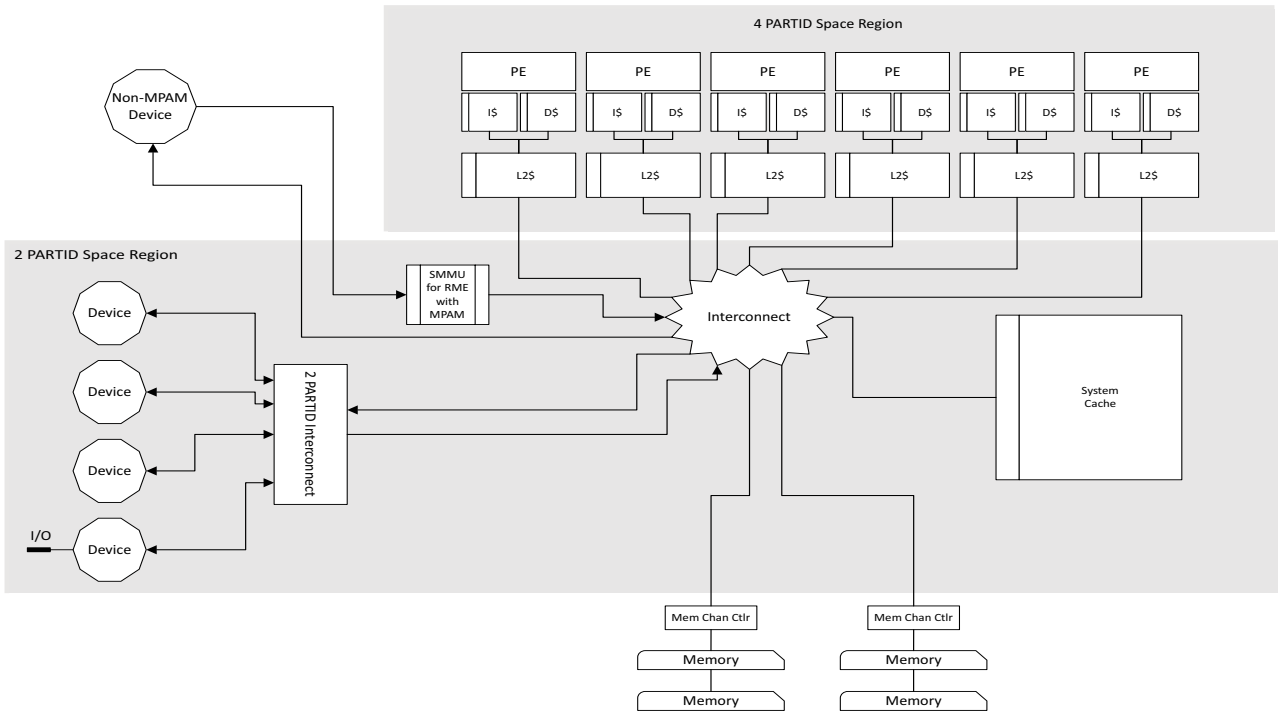 4 PARTID Space Region
PE
PE
PE
PE
PE
PE
I$
D$
I$
D$
I$
D$
I$
D$
I$
D$
I$
D$
L2$
L2$
L2$
L2$
L2$
L2$
Non-MPAM
Device
2 PARTID Space Region
SMMU
for RME
with
MPAM
Interconnect
Device
Device
Device
Device
I/O
2 PARTID Interconnect
System
Cache
Mem Chan Ctlr
Mem Chan Ctlr
Memory
Memory
Memory
Memory